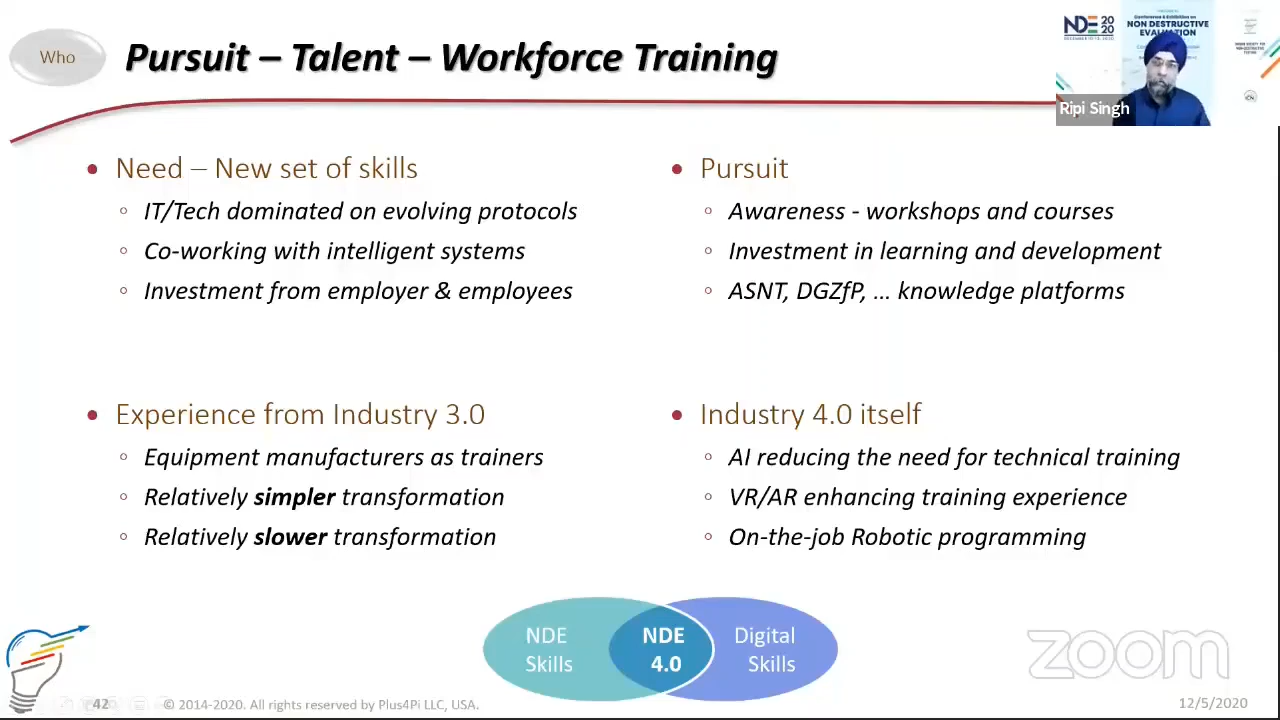 Who
Pursuit – Talent – Workforce Training
NDE 20 20
Conference & Exhibition on
NON DESTRUCTIVE
EVALUATION
Ripi Singh
• Need – New set of skills
◦ IT/Tech dominated on evolving protocols
◦ Co-working with intelligent systems
◦ Investment from employer & employees
• Pursuit
◦ Awareness - workshops and courses
◦ Investment in learning and development
◦ ASNT, DGZfP, … knowledge platforms
• Experience from Industry 3.0
◦ Equipment manufacturers as trainers
◦ Relatively simpler transformation
◦ Relatively slower transformation
• Industry 4.0 itself
◦ AI reducing the need for technical training
◦ VR/AR enhancing training experience
◦ On-the-job Robotic programming
NDE
Skills
NDE
4.0
Digital
Skills
zoom
42
© 2014-2020. All rights reserved by Plus4Pi LLC, USA.
12/5/2020